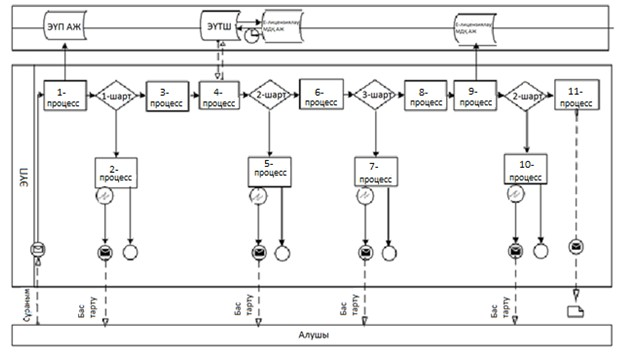 ЭҮП АЖ
ЭҮТШ
Е-лицензиялау
МДҚ АЖ
Е-лицензиялау
МДҚ АЖ
ЭҮП
1-
процесс
1-шарт
3-
процесс
4-
процесс
2-шарт
6-
процесс
3-шарт
8-
процесс
9-
процесс
2-шарт
11-
процесс
2-
процесс
5-
процесс
7-
процесс
10-
процесс
Сұраным
Бас
тарту
Бас
тарту
Бас
тарту
Бас
тарту
Алушы